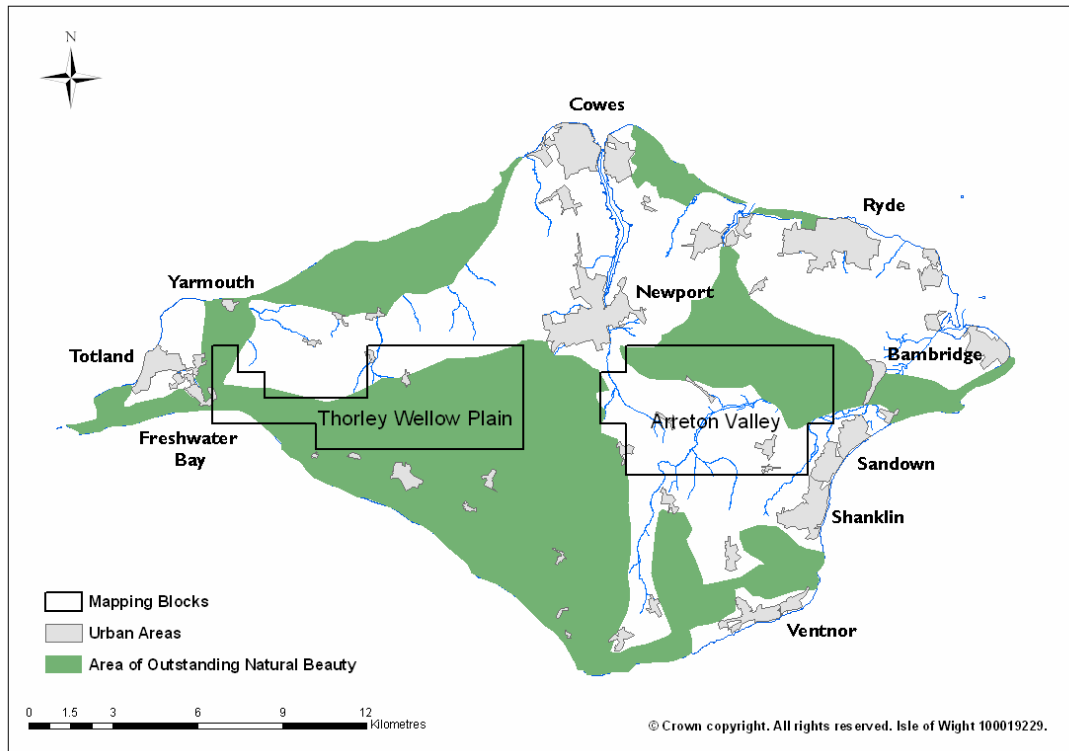 N
Cowes
Ryde
Yarmouth
Newport
Totland
Bambridge
Thorley Wellow Plain
Arreton Valley
Freshwater
Bay
Sandown
Shanklin
Ventnor
Mapping Blocks
Urban Areas
Area of Outstanding Natural Beauty
0 1.5 3 6 9 12
Kilometres
© Crown copyright. All rights reserved. Isle of Wight 100019229.